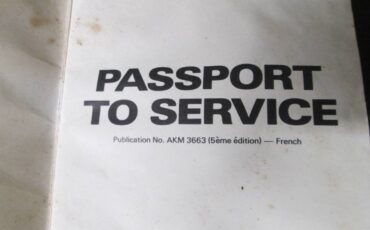 PASSPORT
TO SERVICE
Publication No. AKM 3663 (5ème édition) — French